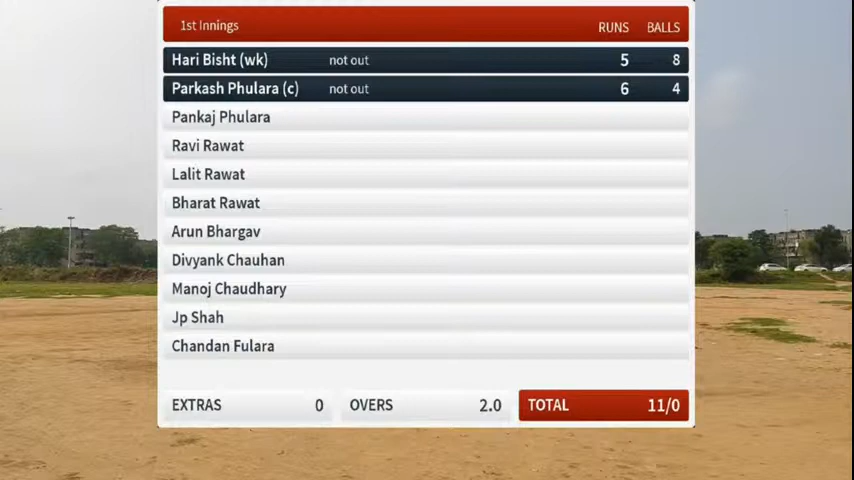 1st Innings RUNS BALLS
Hari Bisht (wk) not out 5 8
Parkash Phulara (c) not out 6 4
Pankaj Phulara
Ravi Rawat
Lalit Rawat
Bharat Rawat
Arun Bhargav
Divyank Chauhan
Manoj Chaudhary
Jp Shah
Chandan Fulara
EXTRAS 0 OVERS 2.0 TOTAL 11/0